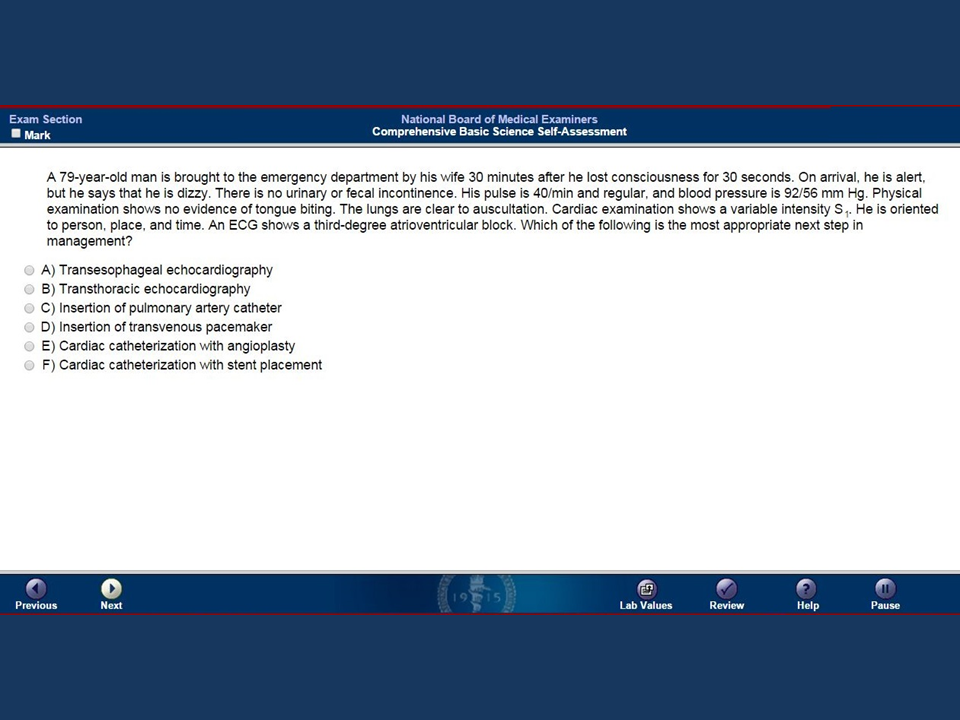 Exam Section
Mark
National Board of Medical Examiners
Comprehensive Basic Science Self-Assessment
A 79-year-old man is brought to the emergency department by his wife 30 minutes after he lost consciousness for 30 seconds. On arrival, he is alert,
but he says that he is dizzy. There is no urinary or fecal incontinence. His pulse is 40/min and regular, and blood pressure is 92/56 mm Hg. Physical
examination shows no evidence of tongue biting. The lungs are clear to auscultation. Cardiac examination shows a variable intensity S1. He is oriented
to person, place, and time. An ECG shows a third-degree atrioventricular block. Which of the following is the most appropriate next step in
management?
A) Transesophageal echocardiography
B) Transthoracic echocardiography
C) Insertion of pulmonary artery catheter
D) Insertion of transvenous pacemaker
E) Cardiac catheterization with angioplasty
F) Cardiac catheterization with stent placement
1915
Previous
Next
Lab Values
Review
?
Help
Pause